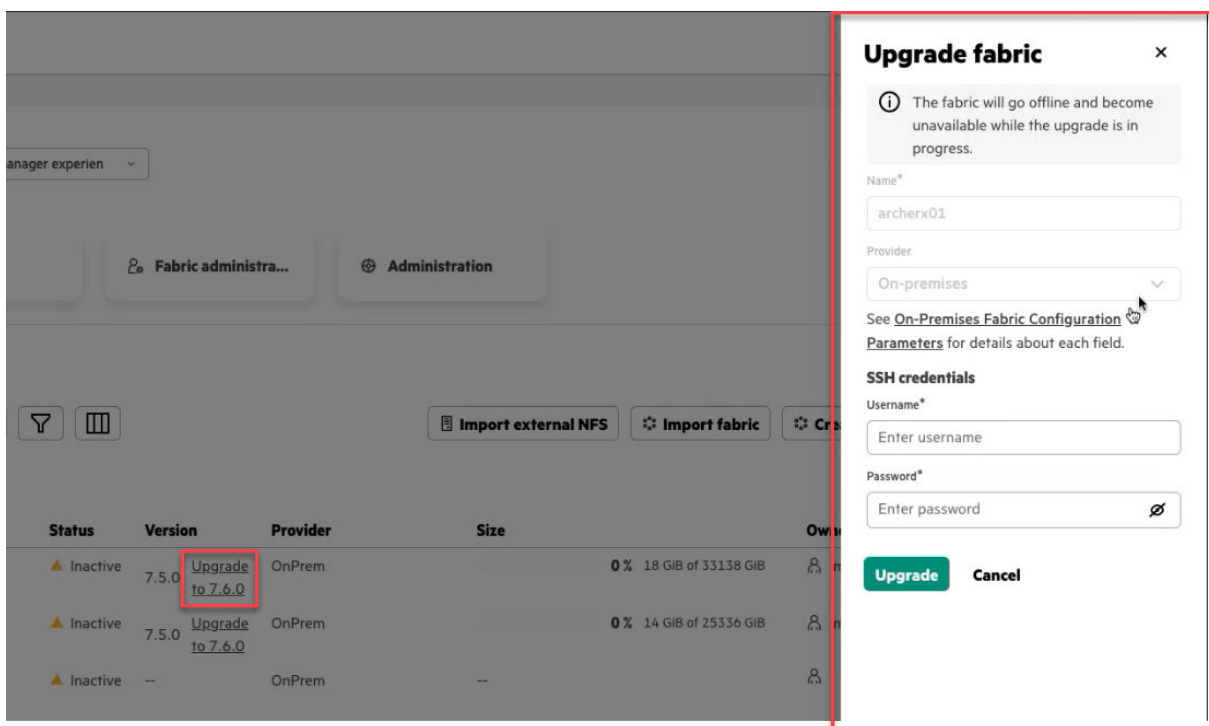 Upgrade fabric
The fabric will go offline and become
unavailable while the upgrade is in
progress.
anager experien
Name*
archerx01
Provider
On-premises
Fabric administra...
Administration
See On-Premises Fabric Configuration
Parameters for details about each field.
SSH credentials
Username*
Enter username
Import external NFS
Import fabric
Cre
Password*
Enter password
Status Version Provider Size Own
Inactive 7.5.0 Upgrade to 7.6.0 OnPrem 0 % 18 GiB of 33138 GiB m
Upgrade Cancel
Inactive 7.5.0 Upgrade to 7.6.0 OnPrem 0 % 14 GiB of 25336 GiB m
Inactive -- OnPrem --